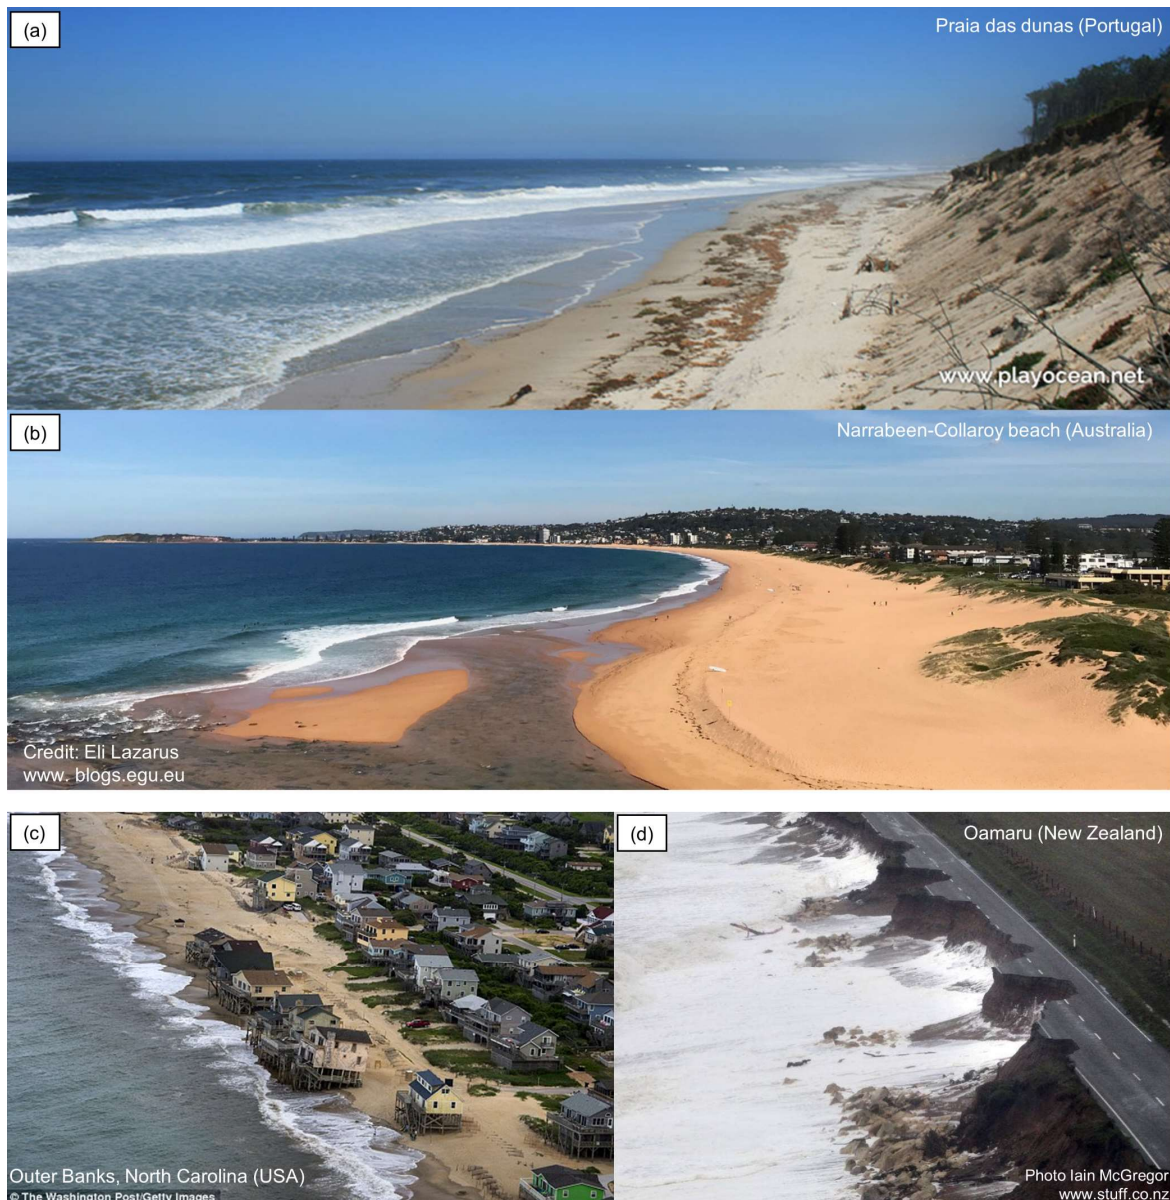 (a)
Praia das dunas (Portugal)
www.playocean.net
(b)
Narrabeen-Collaroy beach (Australia)
Credit: Eli Lazarus
www. blogs.egu.eu
(c)
Outer Banks, North Carolina (USA)
© The Washington Post/Getty Images
(d)
Oamaru (New Zealand)
Photo Iain McGregor
www.stuff.co.nz